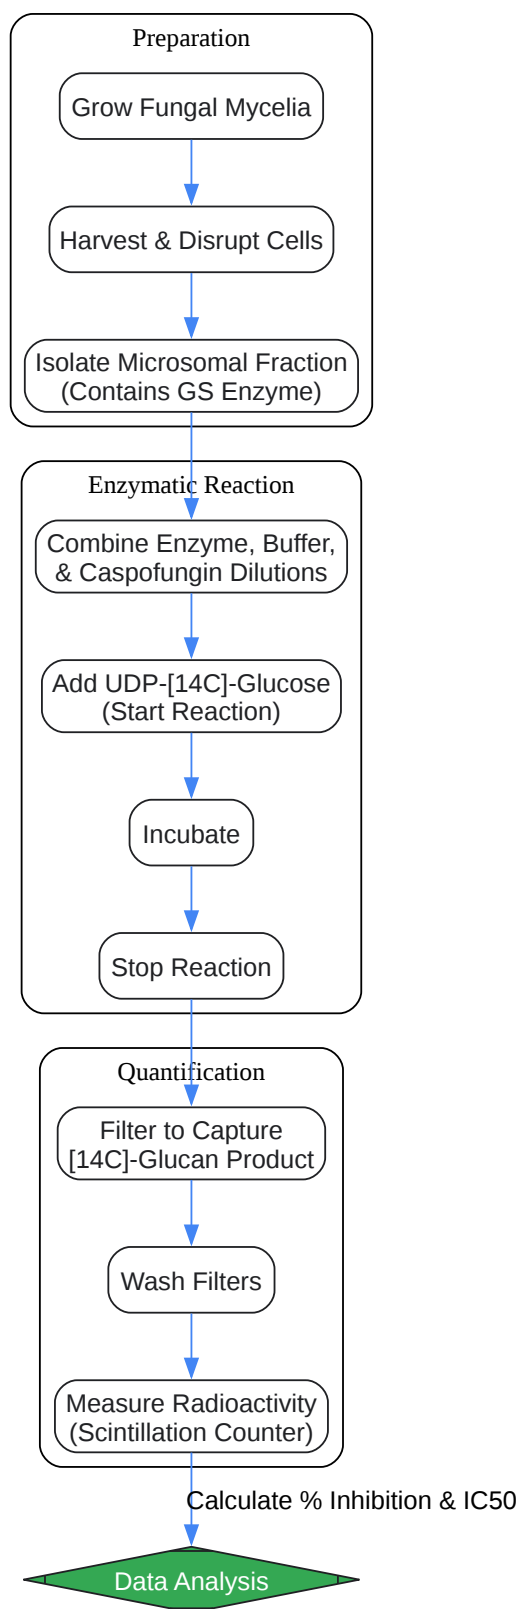 Preparation
Grow Fungal Mycelia
Harvest & Disrupt Cells
Isolate Microsomal Fraction
(Contains GS Enzyme)
Enzymatic Reaction
Combine Enzyme, Buffer,
& Caspofungin Dilutions
Add UDP-[14C]-Glucose
(Start Reaction)
Incubate
Stop Reaction
Quantification
Filter to Capture
[14C]-Glucan Product
Wash Filters
Measure Radioactivity
(Scintillation Counter)
Calculate % Inhibition & IC50
Data Analysis